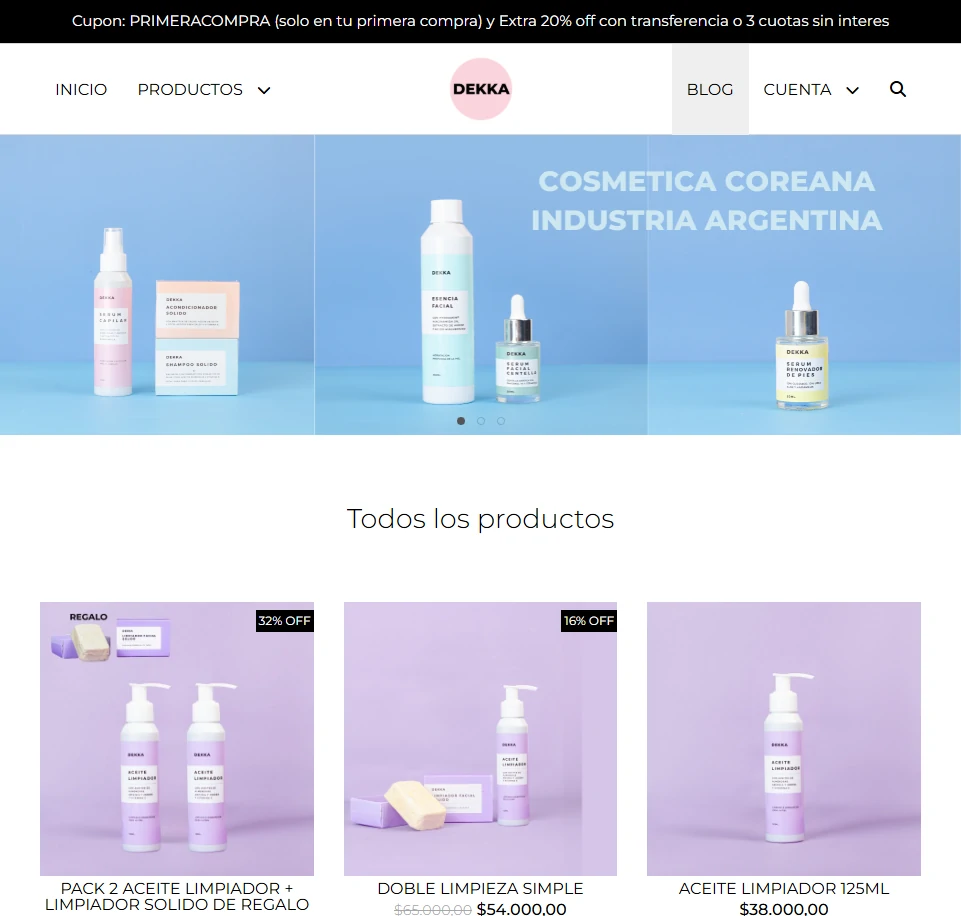 Cupon: PRIMERACOMPRA (solo en tu primera compra) y Extra 20% off con transferencia o 3 cuotas sin interes
INICIO
PRODUCTOS
DEKKA
BLOG
CUENTA
COSMETICA COREANA
INDUSTRIA ARGENTINA
DEKKA
SERUM
CAPILAR
DEKKA
ACONDICIONADOR
SOLIDO
DEKKA
SHAMPOO SOLIDO
DEKKA
ESENCIA
FACIAL
DEKKA
SERUM
FACIAL
CENTELLA
DEKKA
SERUM
RENOVADOR
DE PIES
Todos los productos
REGALO
32% OFF
DEKKA
ACEITE
LIMPIADOR
DEKKA
ACEITE
LIMPIADOR
16% OFF
DEKKA
ACEITE
LIMPIADOR
DEKKA
ACEITE
LIMPIADOR
PACK 2 ACEITE LIMPIADOR +
LIMPIADOR SOLIDO DE REGALO
DOBLE LIMPIEZA SIMPLE
$65.000,00 $54.000,00
ACEITE LIMPIADOR 125ML
$38.000,00